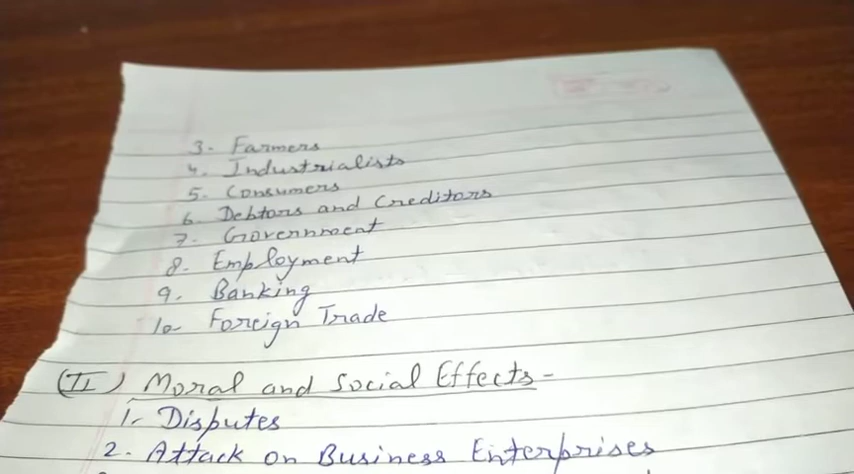 3- Farmers
4. Industrialists
5- Consumers
6. Debtors and Creditors
7- Government
8. Employment
9. Banking
10- Foreign Trade
(II) Moral and Social Effects-
1- Disputes
2. Attack on Business Enterprises